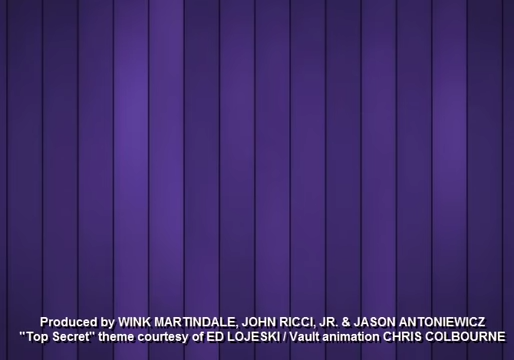 Produced by WINK MARTINDALE, JOHN RICCI, JR. & JASON ANTONIEWICZ
"Top Secret" theme courtesy of ED LOJESKI / Vault animation CHRIS COLBOURNE